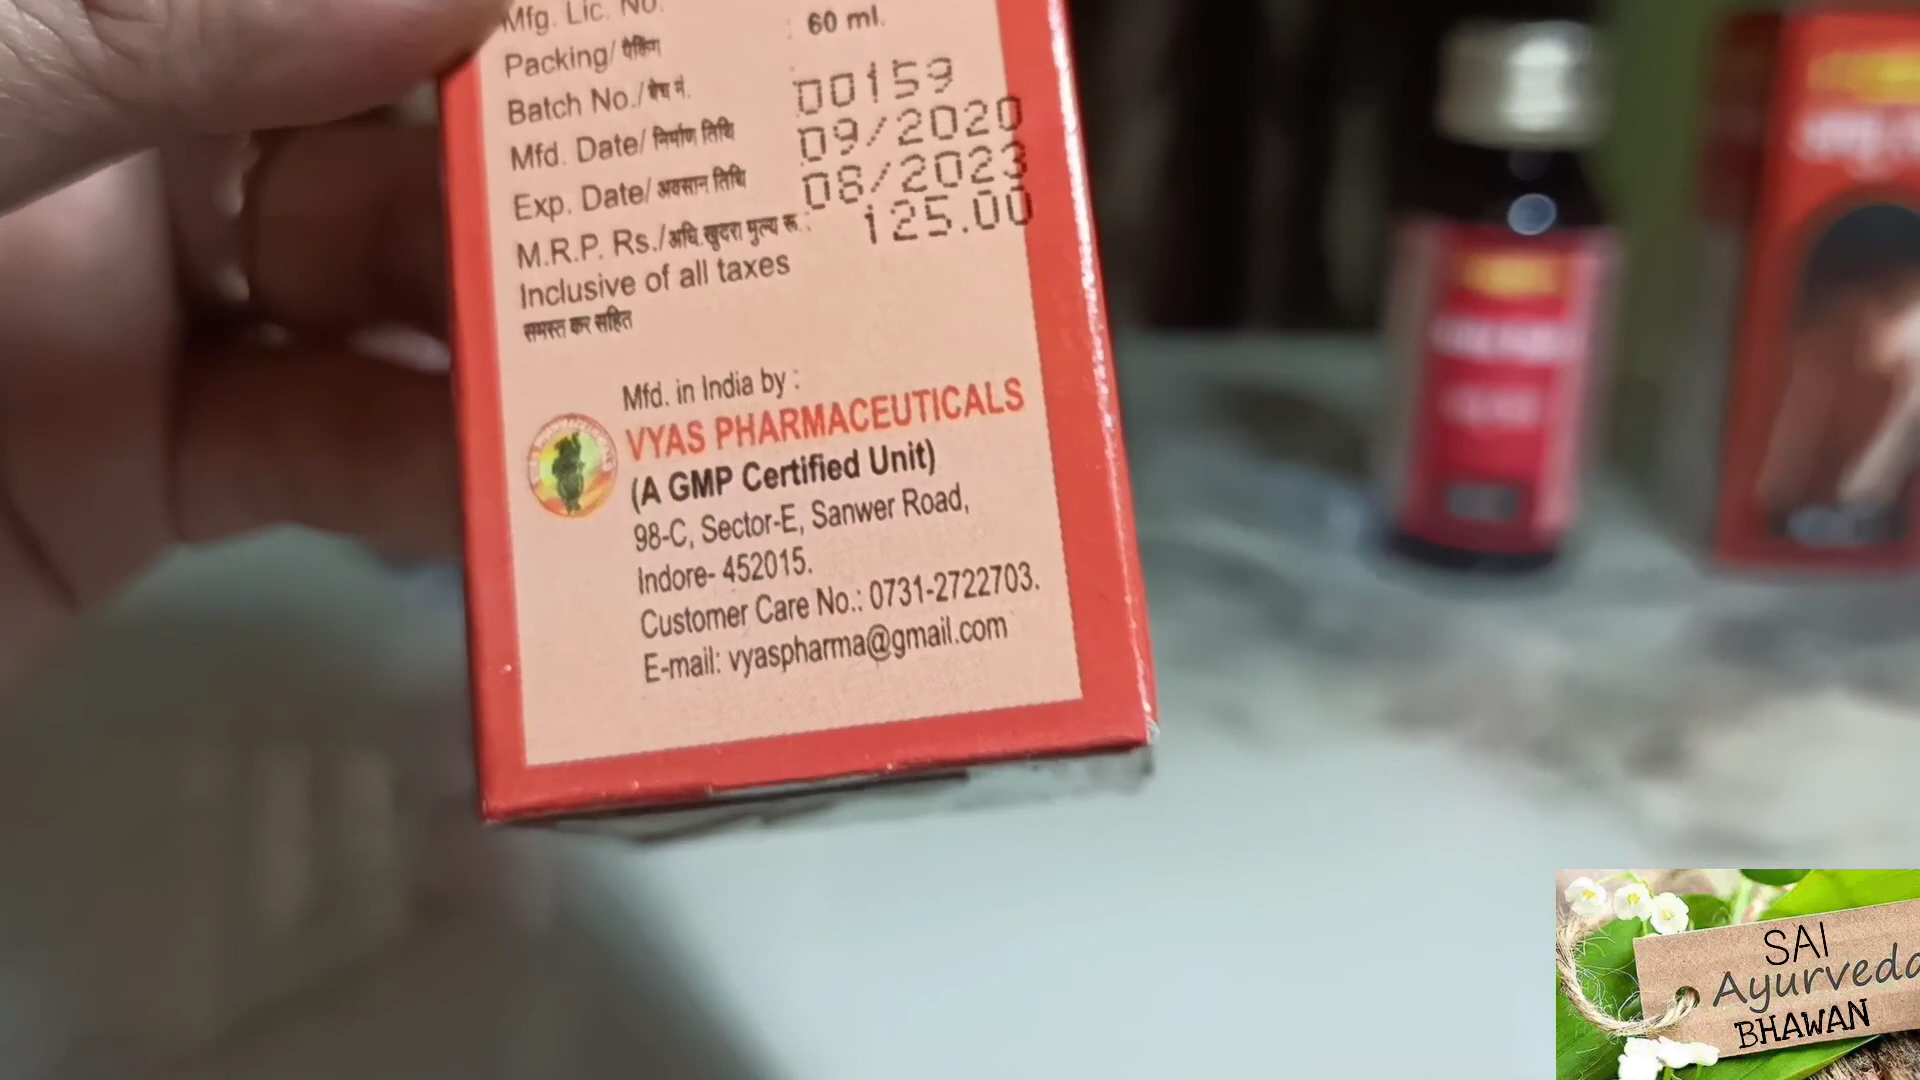 Mfg. Lic. No.
Packing/ पैकिंग : 60 ml.
Batch No./बैच नं. 00159
Mfd. Date/ निर्माण तिथि 09/2020
Exp. Date/ अवसान तिथि 08/2023
M.R.P. Rs./अधि.खुदरा मुल्य रू. : 125.00
Inclusive of all taxes
समस्त कर सहित
Mfd. in India by :
VYAS PHARMACEUTICALS
(A GMP Certified Unit)
98-C, Sector-E, Sanwer Road,
Indore- 452015.
Customer Care No.: 0731-2722703.
E-mail: vyaspharma@gmail.com
SAI
Ayurveda
BHAWAN